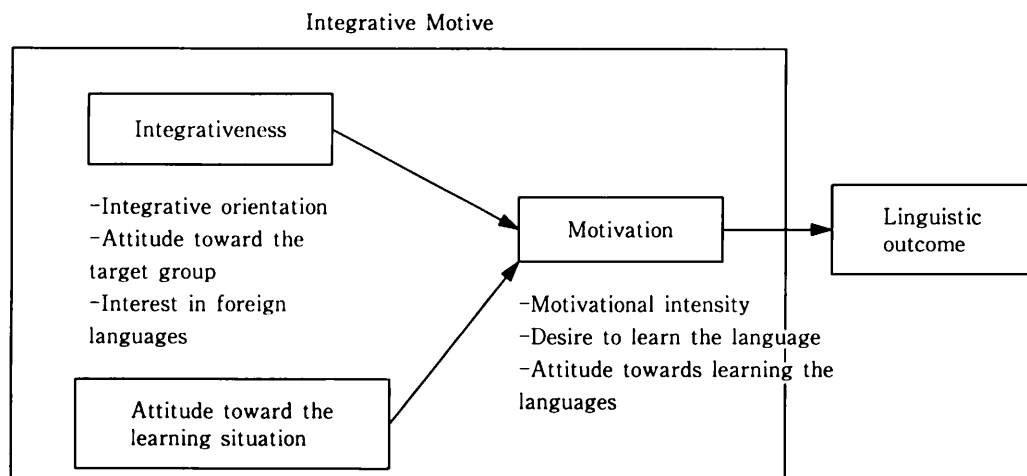 Integrative Motive
Integrativeness
-Integrative orientation
-Attitude toward the
target group
-Interest in foreign
languages
Attitude toward the
learning situation
Motivation
-Motivational intensity
-Desire to learn the language
-Attitude towards learning the
languages
Linguistic
outcome